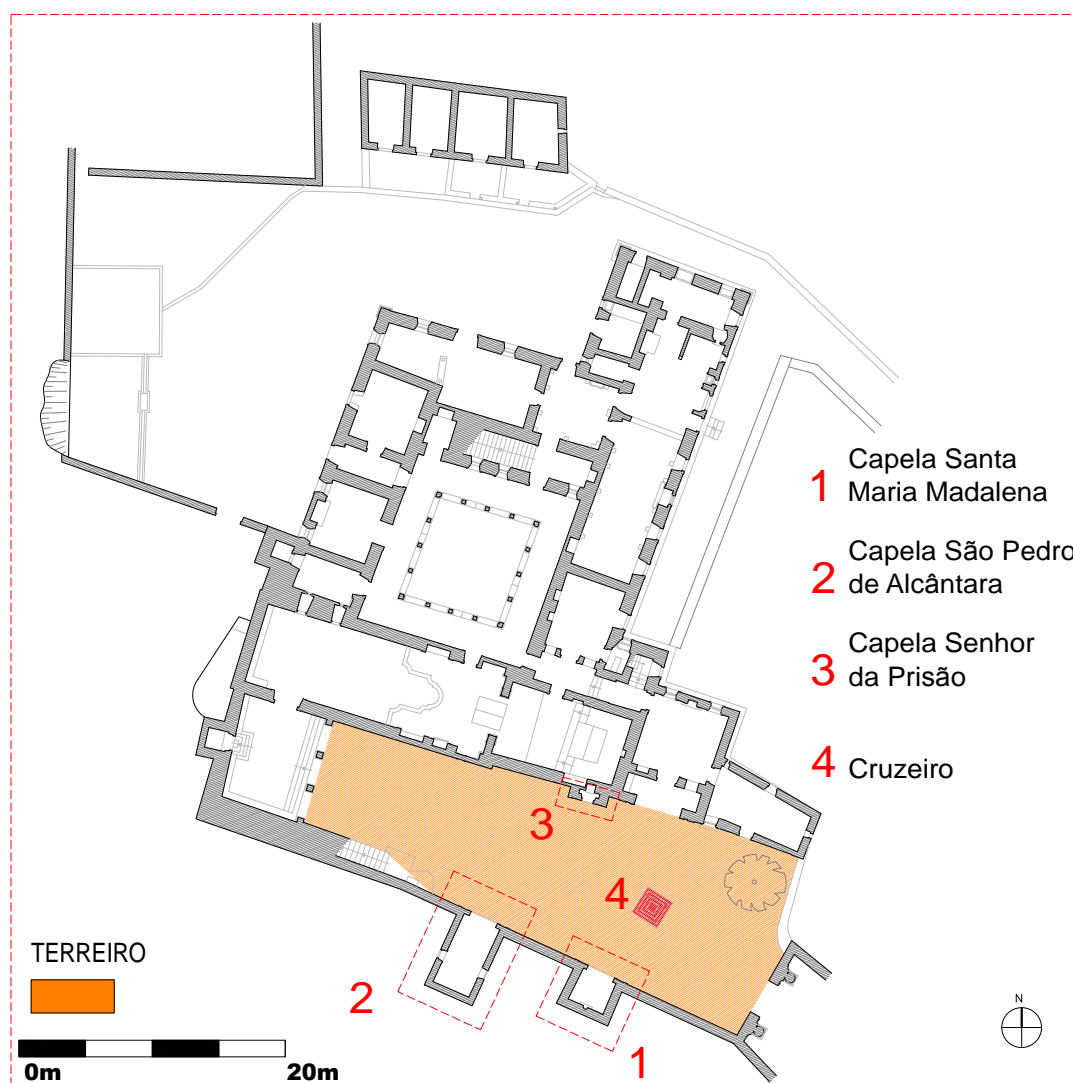 1 Capela Santa
Maria Madalena
2 Capela São Pedro
de Alcântara
3 Capela Senhor
da Prisão
4 Cruzeiro
3
4
2
1
TERREIRO
0m 20m
N